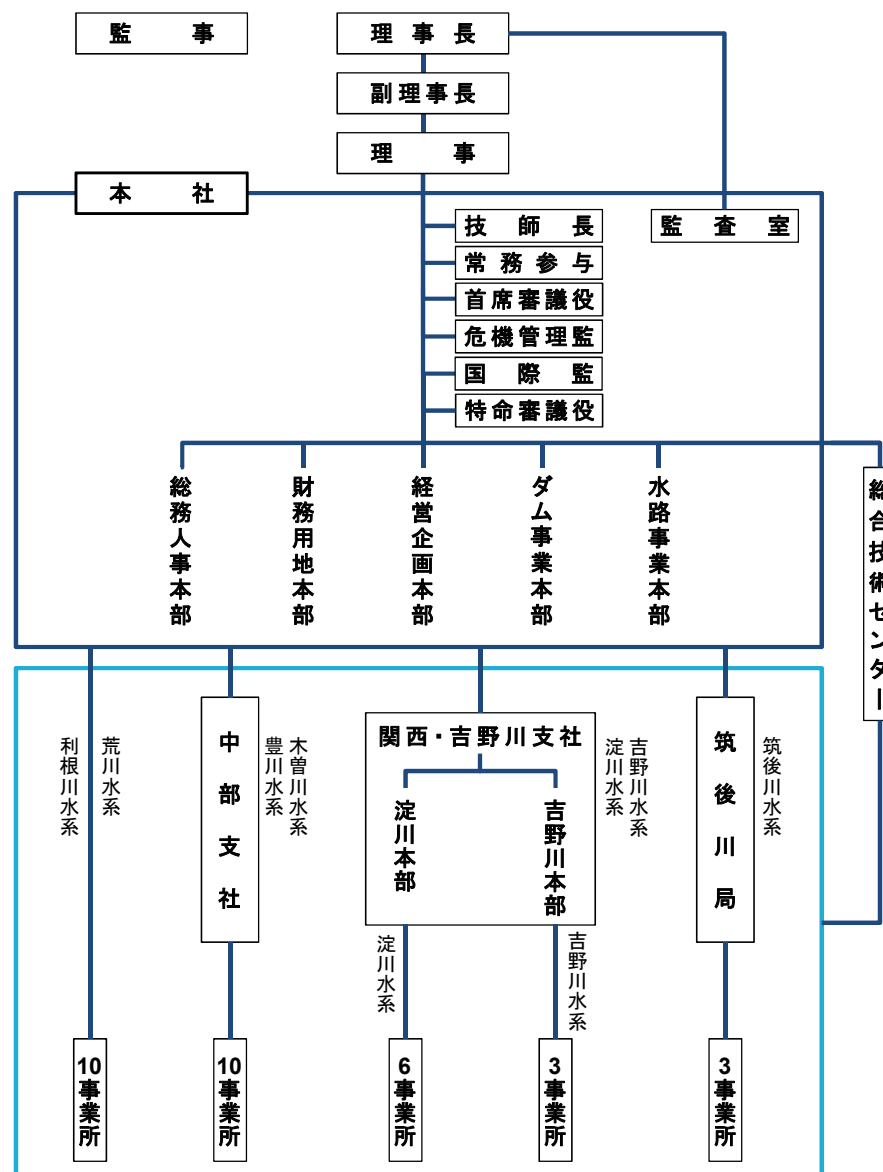 監事
理事長
副理事長
理事
本社
技師長
監査室
常務参与
首席審議役
危機管理監
国際監
特命審議役
総務人事本部
財務用地本部
経営企画本部
ダム事業本部
水路事業本部
総合技術センター
利根川水系
荒川水系
中部支社
豊川水系
木曽川水系
関西・吉野川支社
淀川本部
吉野川本部
淀川水系
吉野川水系
筑後川局
筑後川水系
淀川水系
吉野川水系
10事業所
10事業所
6事業所
3事業所
3事業所